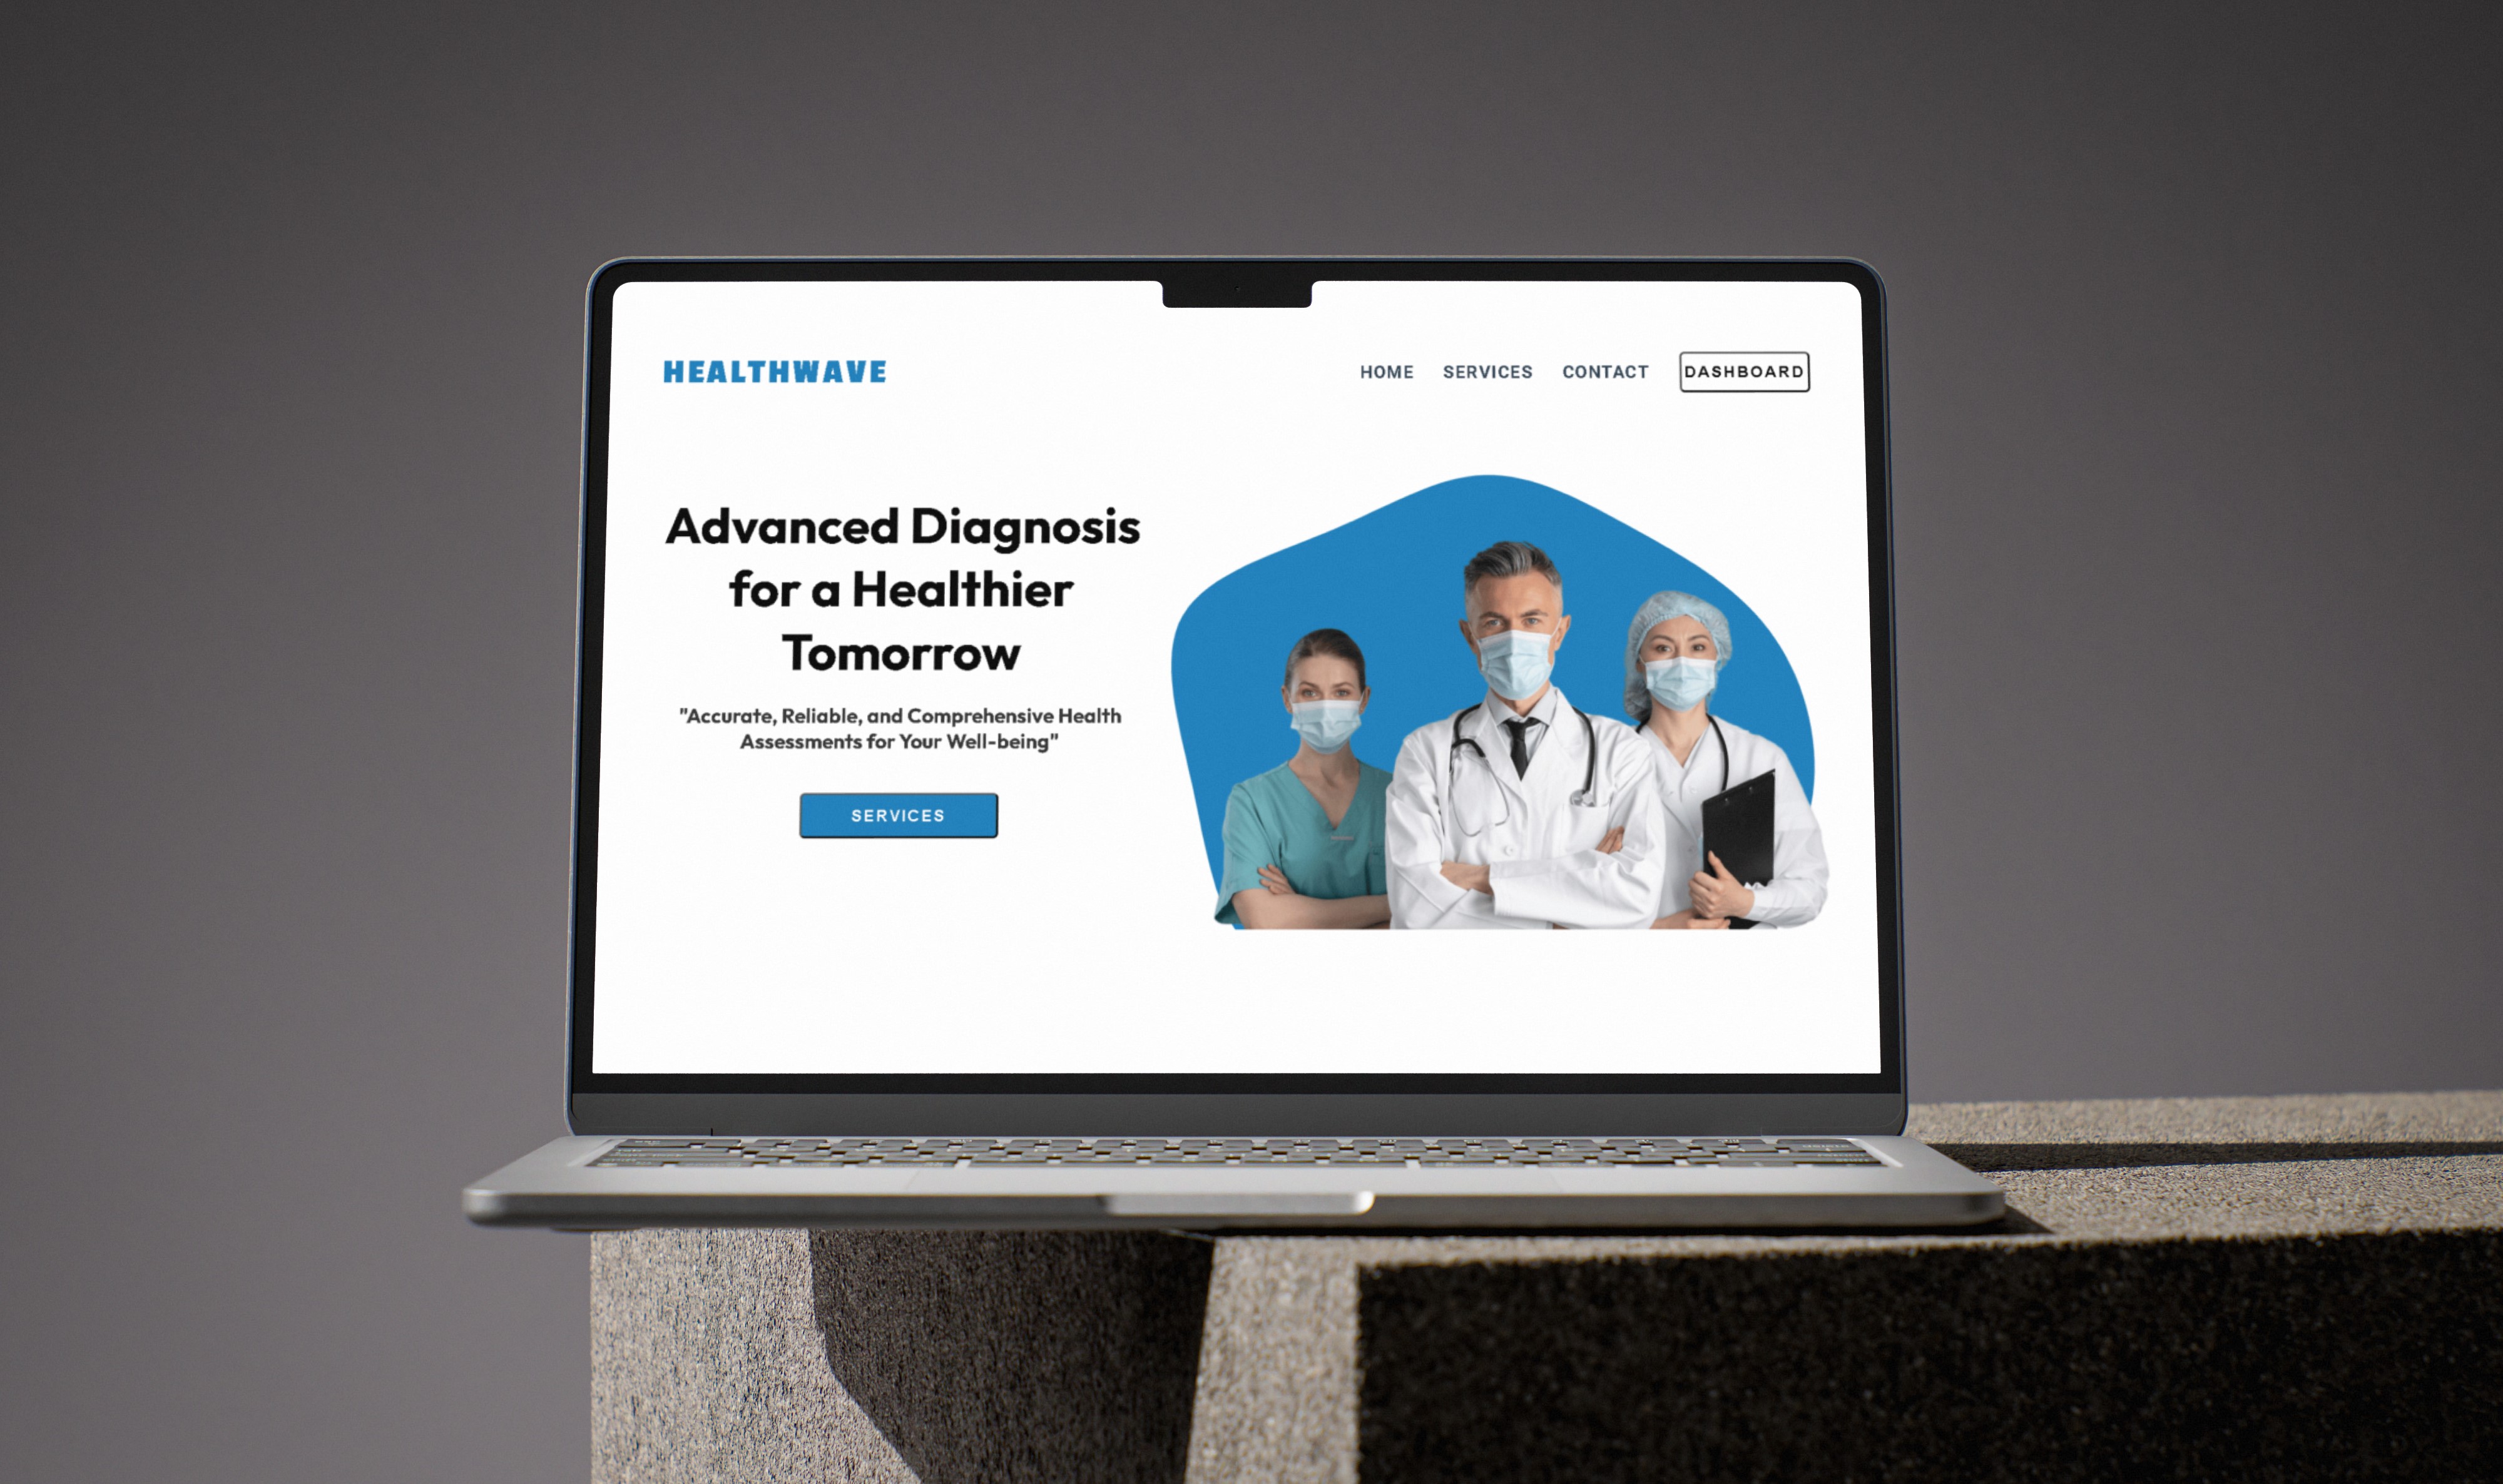 HEALTHWAVE
HOME SERVICES CONTACT DASHBOARD
Advanced Diagnosis
for a Healthier
Tomorrow
"Accurate, Reliable, and Comprehensive Health
Assessments for Your Well-being"
SERVICES